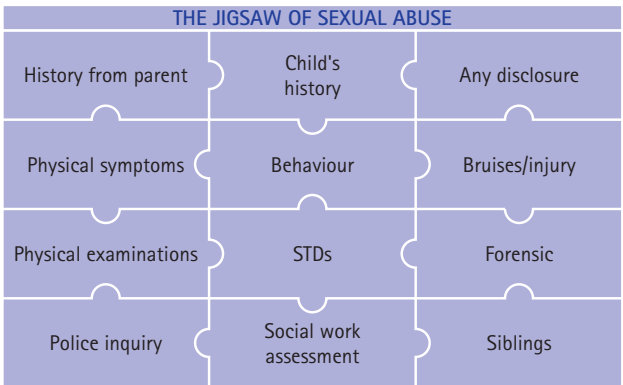 THE JIGSAW OF SEXUAL ABUSE
History from parent
Child's
history
Any disclosure
Physical symptoms
Behaviour
Bruises/injury
Physical examinations
STDs
Forensic
Police inquiry
Social work
assessment
Siblings